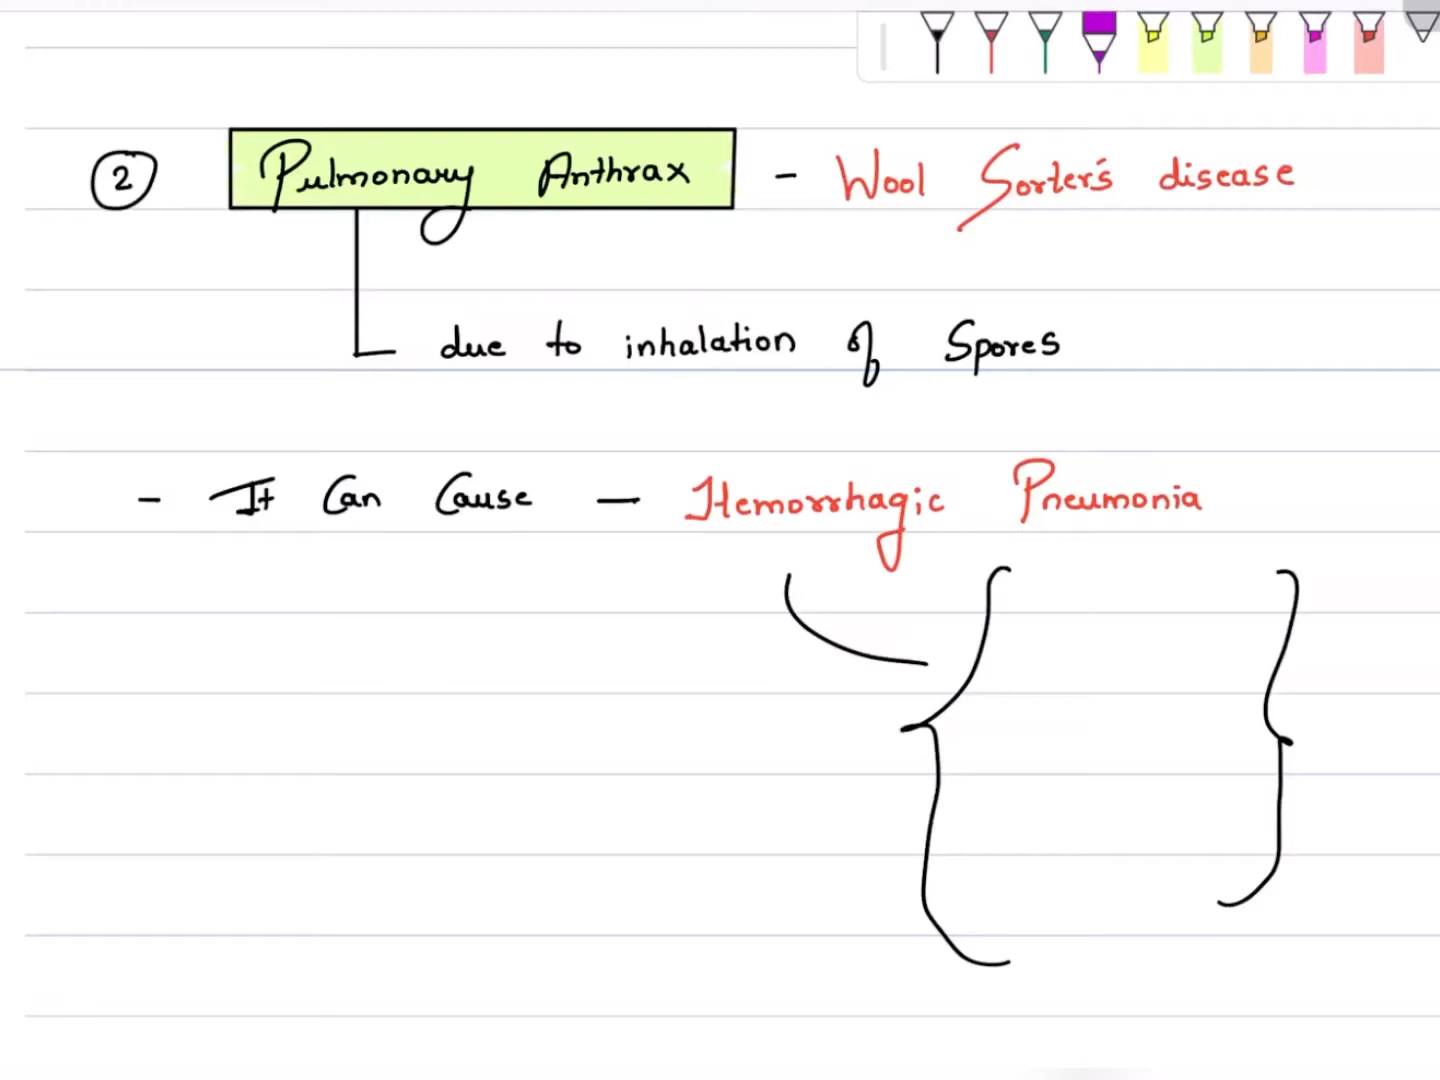 2 Pulmonary Anthrax - Wool Sorter's disease
due to inhalation of Spores
- It Can Cause - Hemorrhagic Pneumonia